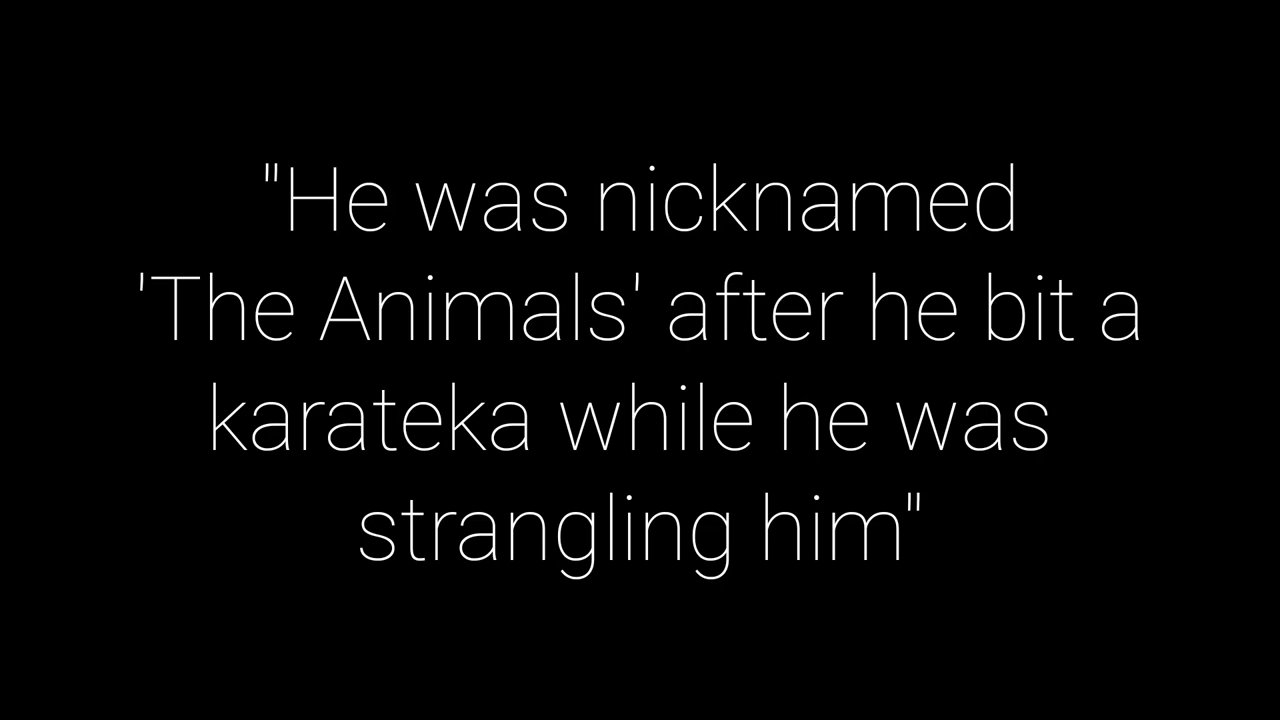 "He was nicknamed
'The Animals' after he bit a
karateka while he was
strangling him"